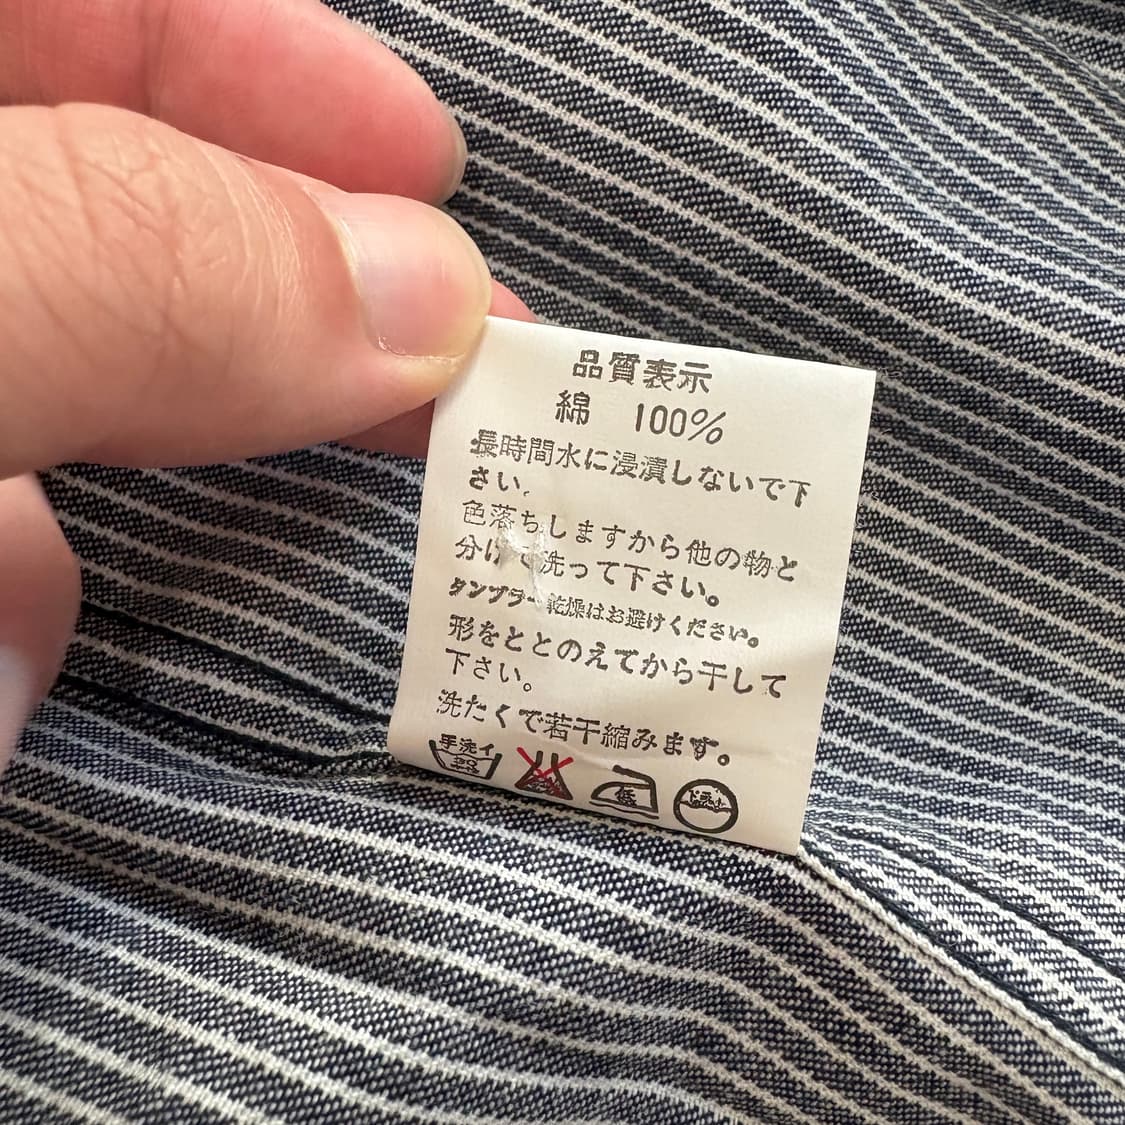 品質表示
綿 100%
長時間水に浸漬しないで下
さい.
色落ちしますから他の物と
分けて洗って下さい。
タンブラー乾燥はお避けください。
形をととのえてから干して
下さい。
洗たくで若干縮みます。
手洗イ
低
ドライ